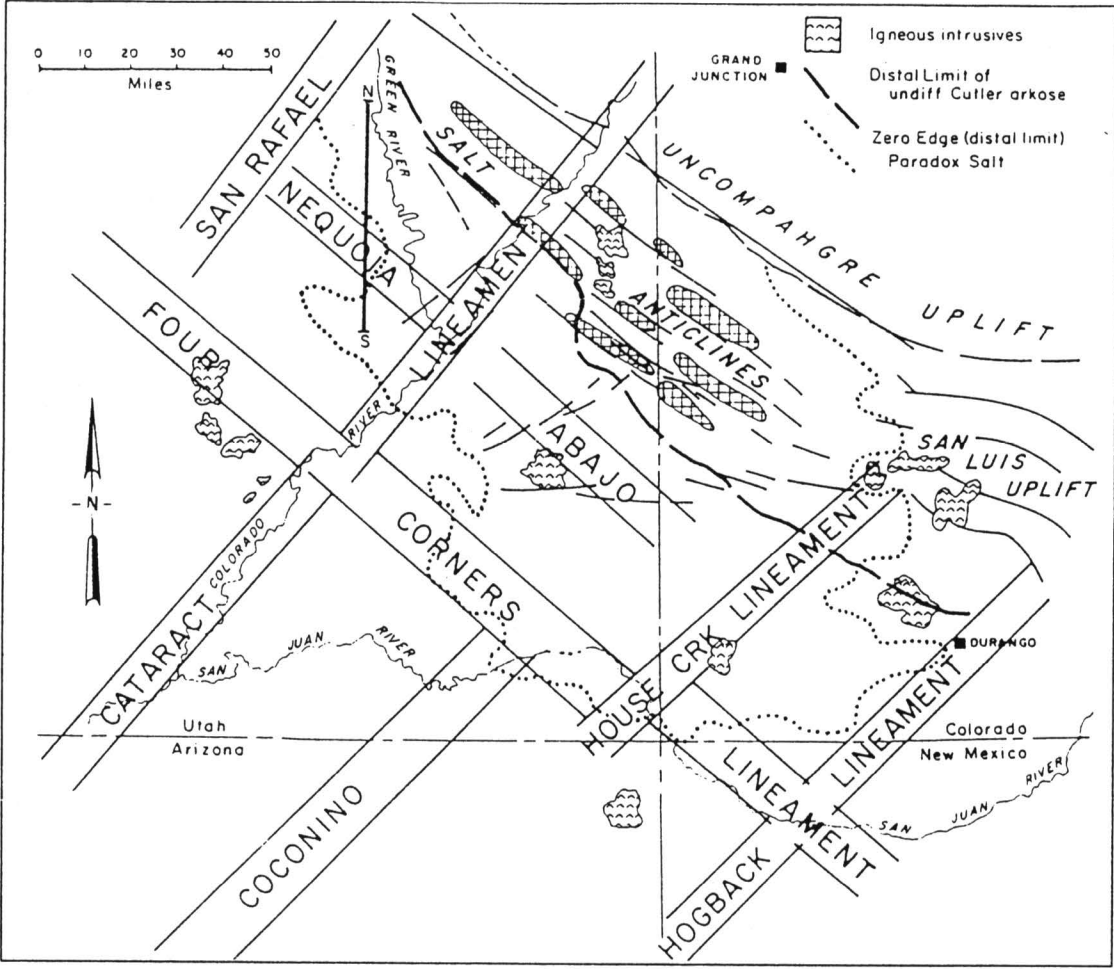 0 10 20 30 40 50
Miles
Igneous intrusives
GRAND
JUNCTION
Distal Limit of
undiff Cutler arkose
Zero Edge (distal limit)
Paradox Salt
SAN RAFAEL
N
S
GREEN RIVER
SALT
ANTICLINES
UNCOMPAHGRE UPLIFT
NEQUOIA
FOUR CORNERS LINEAMENT
CATARACT LINEAMENT
COLORADO RIVER
ABAJO
SAN
LUIS
UPLIFT
-N-
HOUSE CRK LINEAMENT
SAN JUAN RIVER
DURANGO
Utah
Arizona
Colorado
New Mexico
COCONINO
HOGBACK LINEAMENT
SAN JUAN RIVER